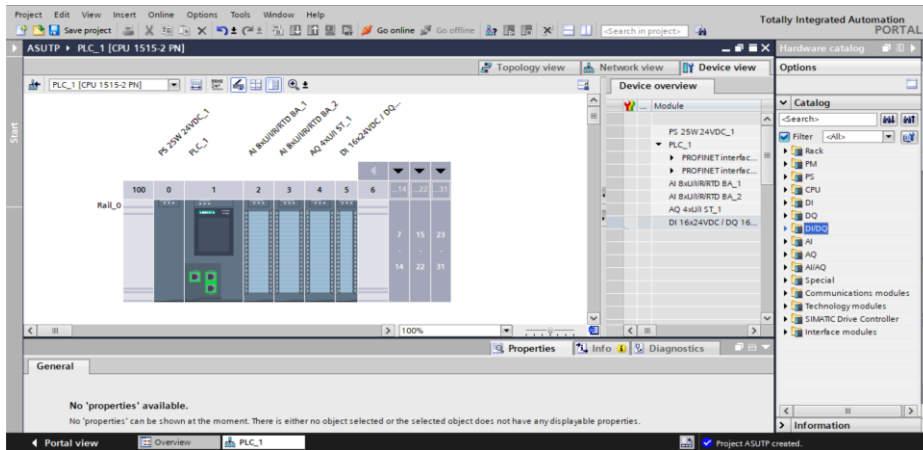 Project Edit View Insert Online Options Tools Window Help
Totally Integrated Automation
PORTAL
Save project
Go online
Go offline
<Search in project>
ASUTP ▸ PLC_1 [CPU 1515-2 PN]
Hardware catalog
Topology view
Network view
Device view
Options
PLC_1 [CPU 1515-2 PN]
Device overview
Module
PS 25W 24VDC_1
PLC_1
AI 8xU/I/R/RTD BA_1
AI 8xU/I/R/RTD BA_2
AQ 4xU/I ST_1
DI 16x24VDC / DQ...
100 0 1 2 3 4 5 6 ...14 ...22 ...31
Rail_0
7 15 23
14 22 31
PS 25W 24VDC_1
PLC_1
PROFINET interfac...
PROFINET interfac...
AI 8xU/I/R/RTD BA_1
AI 8xU/I/R/RTD BA_2
AQ 4xU/I ST_1
DI 16x24VDC / DQ 16...
Start
100%
Catalog
<Search>
Filter <All>
Rack
PM
PS
CPU
DI
DQ
DI/DQ
AI
AQ
AI/AQ
Special
Communications modules
Technology modules
SIMATIC Drive Controller
Interface modules
Information
Properties
Info
Diagnostics
General
No 'properties' available.
No 'properties' can be shown at the moment. There is either no object selected or the selected object does not have any displayable properties.
Portal view
Overview
PLC_1
Project ASUTP created.